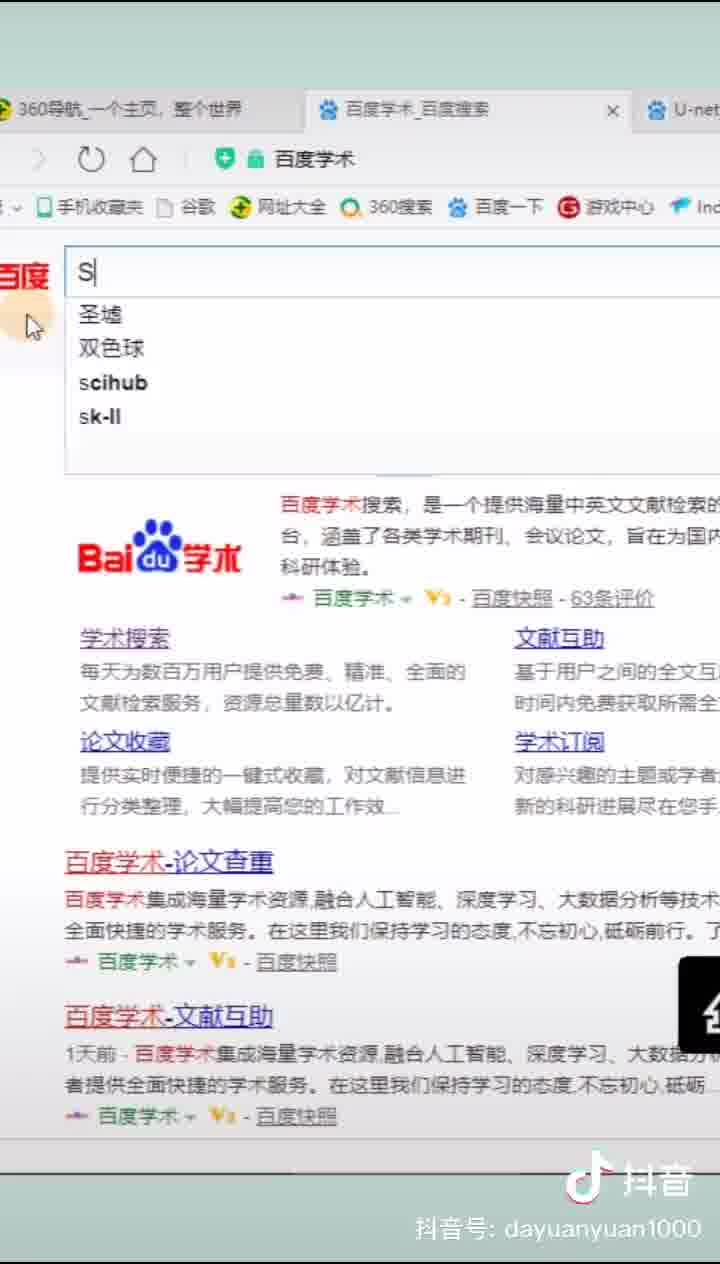 360导航_一个主页，整个世界
百度学术_百度搜索
U-net
百度学术
手机收藏夹
谷歌
网址大全
360搜索
百度一下
游戏中心
Ind
百度
S
圣墟
双色球
scihub
sk-II
Bai du 学术
百度学术搜索，是一个提供海量中英文文献检索的
台，涵盖了各类学术期刊、会议论文，旨在为国内
科研体验。
百度学术 V3 - 百度快照 - 63条评价
学术搜索
每天为数百万用户提供免费、精准、全面的
文献检索服务，资源总量数以亿计。
文献互助
基于用户之间的全文互
时间内免费获取所需全
论文收藏
提供实时便捷的一键式收藏，对文献信息进
行分类整理，大幅提高您的工作效...
学术订阅
对感兴趣的主题或学者
新的科研进展尽在您手
百度学术-论文查重
百度学术集成海量学术资源,融合人工智能、深度学习、大数据分析等技术
全面快捷的学术服务。在这里我们保持学习的态度,不忘初心,砥砺前行。了
百度学术 V3 - 百度快照
百度学术-文献互助
1天前 - 百度学术集成海量学术资源,融合人工智能、深度学习、大数据分析
者提供全面快捷的学术服务。在这里我们保持学习的态度,不忘初心,砥砺
百度学术 V3 - 百度快照
抖音
抖音号: dayuanyuan1000